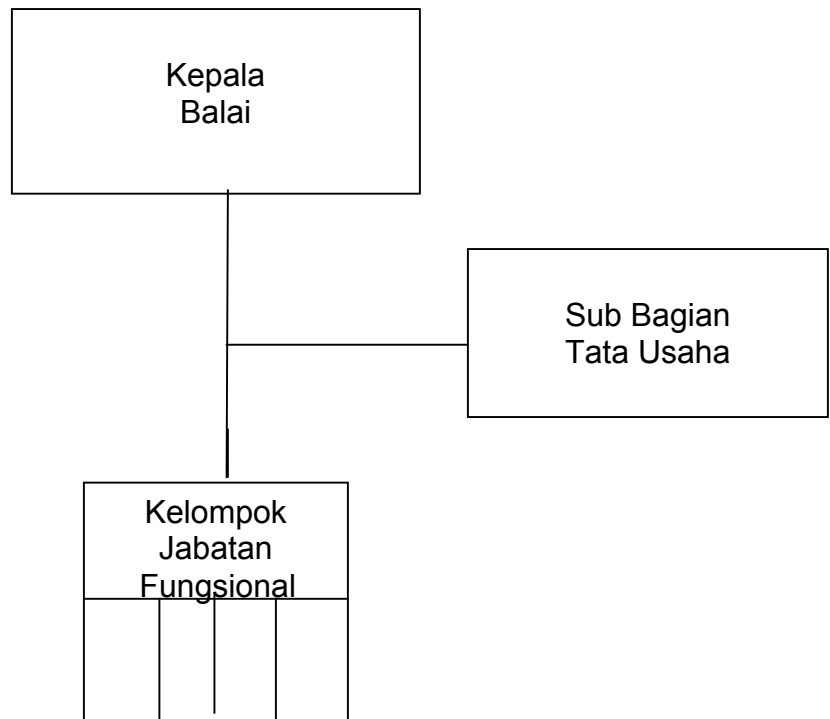 Kepala
Balai
Sub Bagian
Tata Usaha
Kelompok
Jabatan
Fungsional